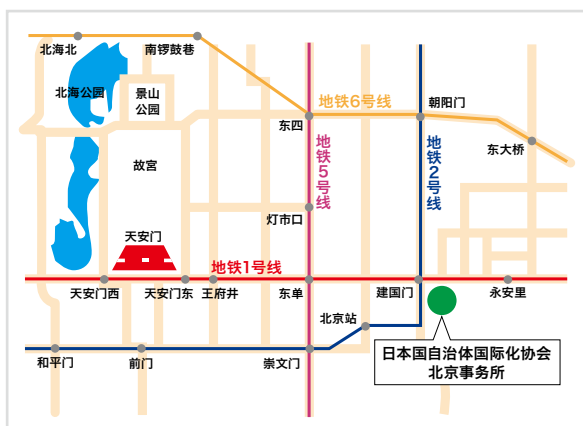 北海北
南锣鼓巷
北海公园
景山
公园
地铁6号线
朝阳门
东四
地铁5号线
地铁2号线
东大桥
故宫
灯市口
天安门
地铁1号线
天安门西
天安门东
王府井
东单
建国门
永安里
北京站
和平门
前门
崇文门
日本国自治体国际化协会
北京事务所